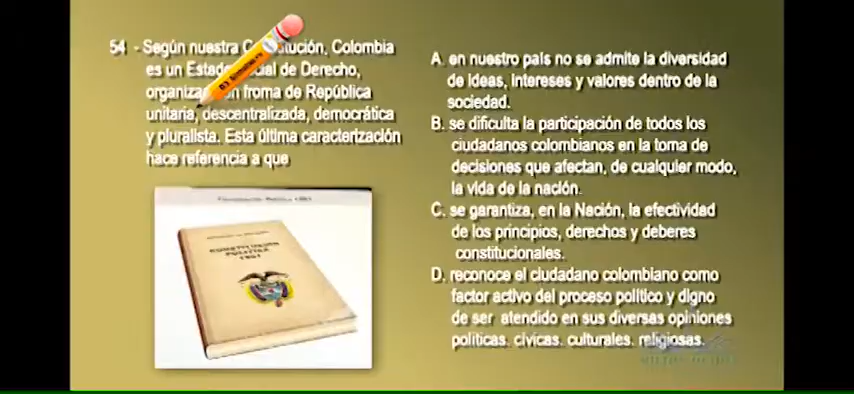 54 - Según nuestra C ución, Colombia
es un Estad ial de Derecho,
organiza n froma de República
unitaria, descentralizada, democrática
y pluralista. Esta última caracterización
hace referencia a que
CONSTITUCION
POLITICA
1991
A. en nuestro país no se admite la diversidad
de ideas, intereses y valores dentro de la
sociedad.
B. se dificulta la participación de todos los
ciudadanos colombianos en la toma de
decisiones que afectan, de cualquier modo,
la vida de la nación.
C. se garantiza, en la Nación, la efectividad
de los principios, derechos y deberes
constitucionales.
D. reconoce el ciudadano colombiano como
factor activo del proceso político y digno
de ser atendido en sus diversas opiniones
políticas, cívicas, culturales, religiosas.